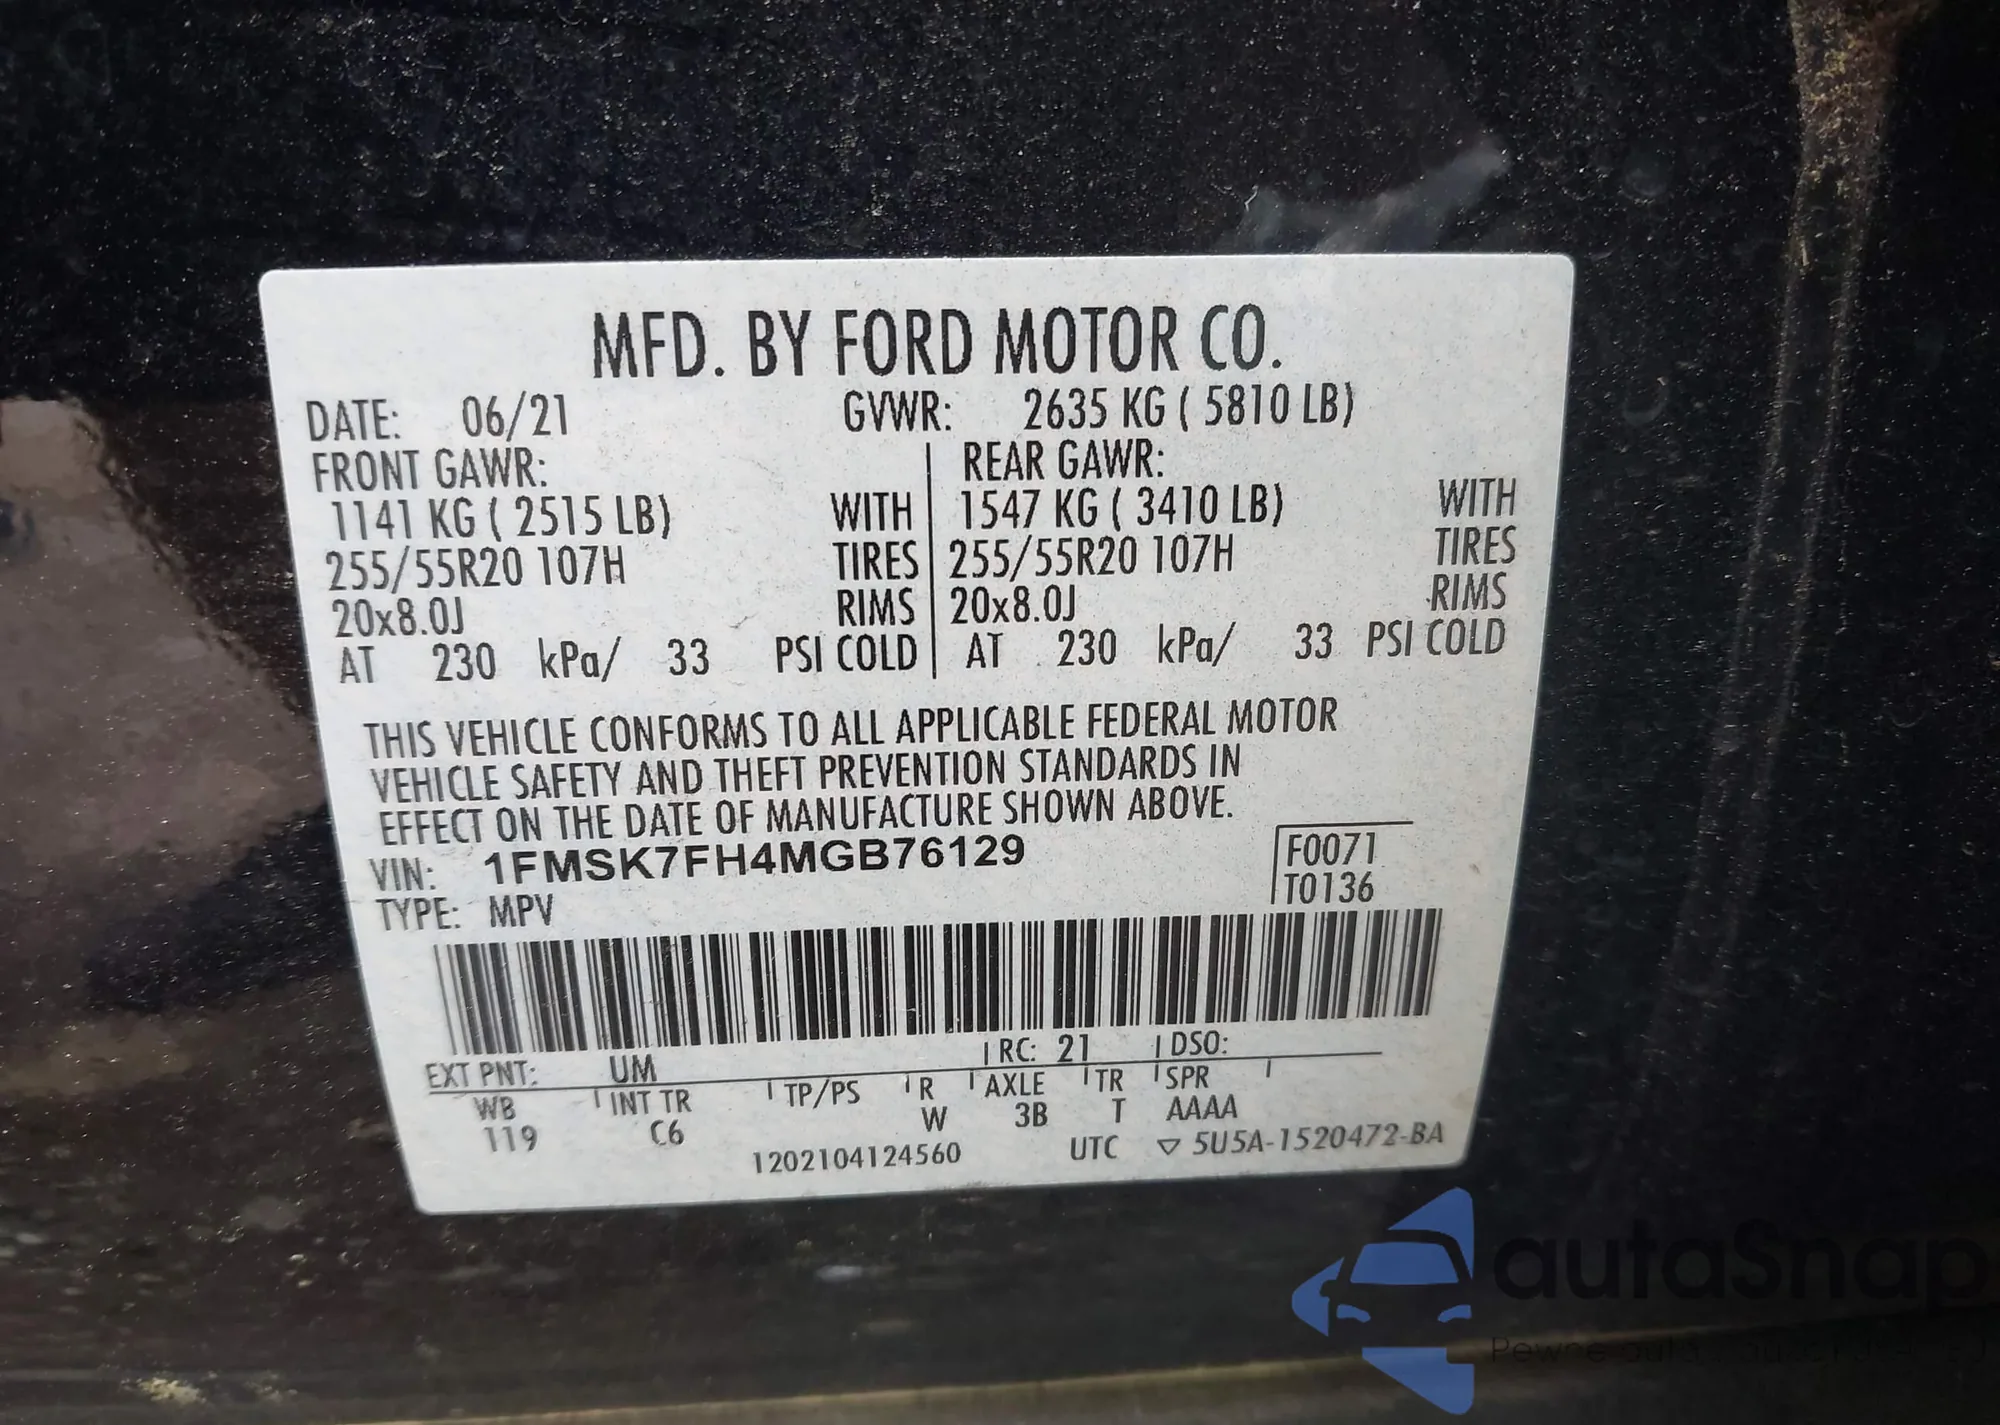 MFD. BY FORD MOTOR CO.
DATE: 06/21 GVWR: 2635 KG ( 5810 LB)
FRONT GAWR: REAR GAWR:
1141 KG ( 2515 LB) WITH 1547 KG ( 3410 LB) WITH
255/55R20 107H TIRES 255/55R20 107H TIRES
20x8.0J RIMS 20x8.0J RIMS
AT 230 kPa/ 33 PSI COLD AT 230 kPa/ 33 PSI COLD
THIS VEHICLE CONFORMS TO ALL APPLICABLE FEDERAL MOTOR
VEHICLE SAFETY AND THEFT PREVENTION STANDARDS IN
EFFECT ON THE DATE OF MANUFACTURE SHOWN ABOVE.
VIN: 1FMSK7FH4MGB76129 F0071
TYPE: MPV T0136
EXT PNT: UM RC: 21 DSO:
WB INT TR TP/PS R AXLE TR SPR
119 C6 W 3B T AAAA
1202104124560 UTC ▽ 5U5A-1520472-BA
autaSnap
Pewne auta